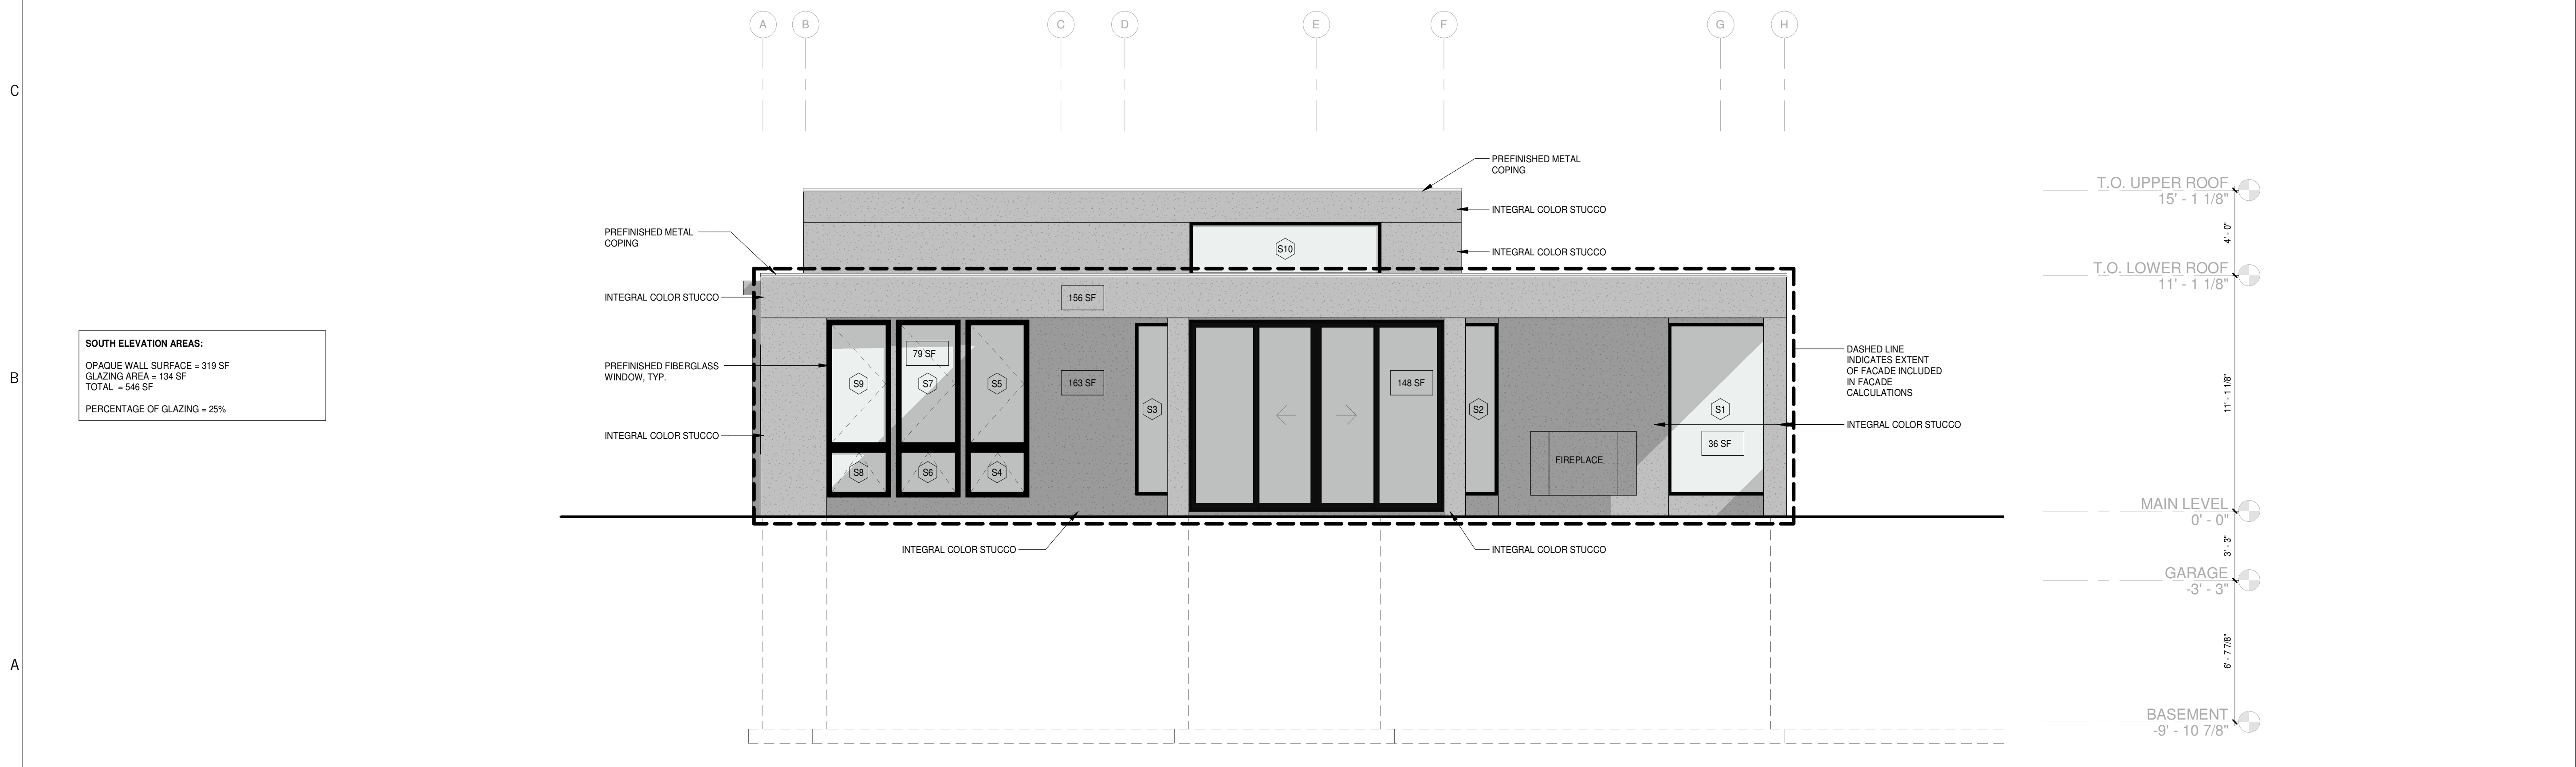 A B C D E F G H
C
PREFINISHED METAL
COPING
T.O. UPPER ROOF
15' - 1 1/8"
INTEGRAL COLOR STUCCO
PREFINISHED METAL
COPING
4' - 0"
S10
INTEGRAL COLOR STUCCO
T.O. LOWER ROOF
11' - 1 1/8"
INTEGRAL COLOR STUCCO
156 SF
SOUTH ELEVATION AREAS:
OPAQUE WALL SURFACE = 319 SF
GLAZING AREA = 134 SF
TOTAL = 546 SF
PERCENTAGE OF GLAZING = 25%
PREFINISHED FIBERGLASS
WINDOW, TYP.
79 SF
DASHED LINE
INDICATES EXTENT
OF FACADE INCLUDED
IN FACADE
CALCULATIONS
B
S9 S7 S5 163 SF 148 SF
11' - 1 1/8"
S3 S2 S1
INTEGRAL COLOR STUCCO
INTEGRAL COLOR STUCCO
36 SF
FIREPLACE
S8 S6 S4
MAIN LEVEL
0' - 0"
INTEGRAL COLOR STUCCO
INTEGRAL COLOR STUCCO
3' - 3"
GARAGE
-3' - 3"
A
6' - 7 7/8"
BASEMENT
-9' - 10 7/8"